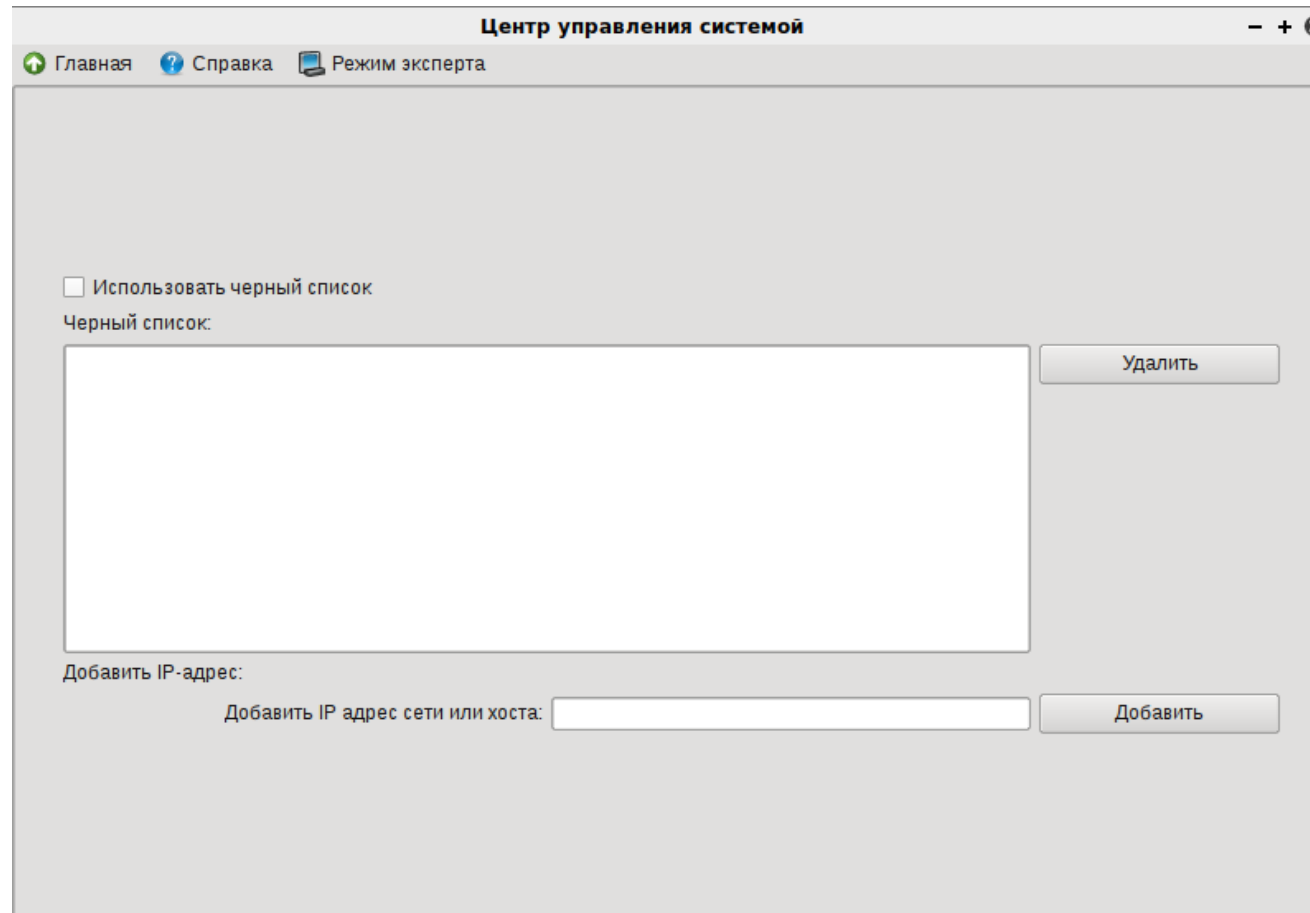 Центр управления системой
Главная Справка Режим эксперта
Использовать черный список
Черный список:
Удалить
Добавить IP-адрес:
Добавить IP адрес сети или хоста: Добавить